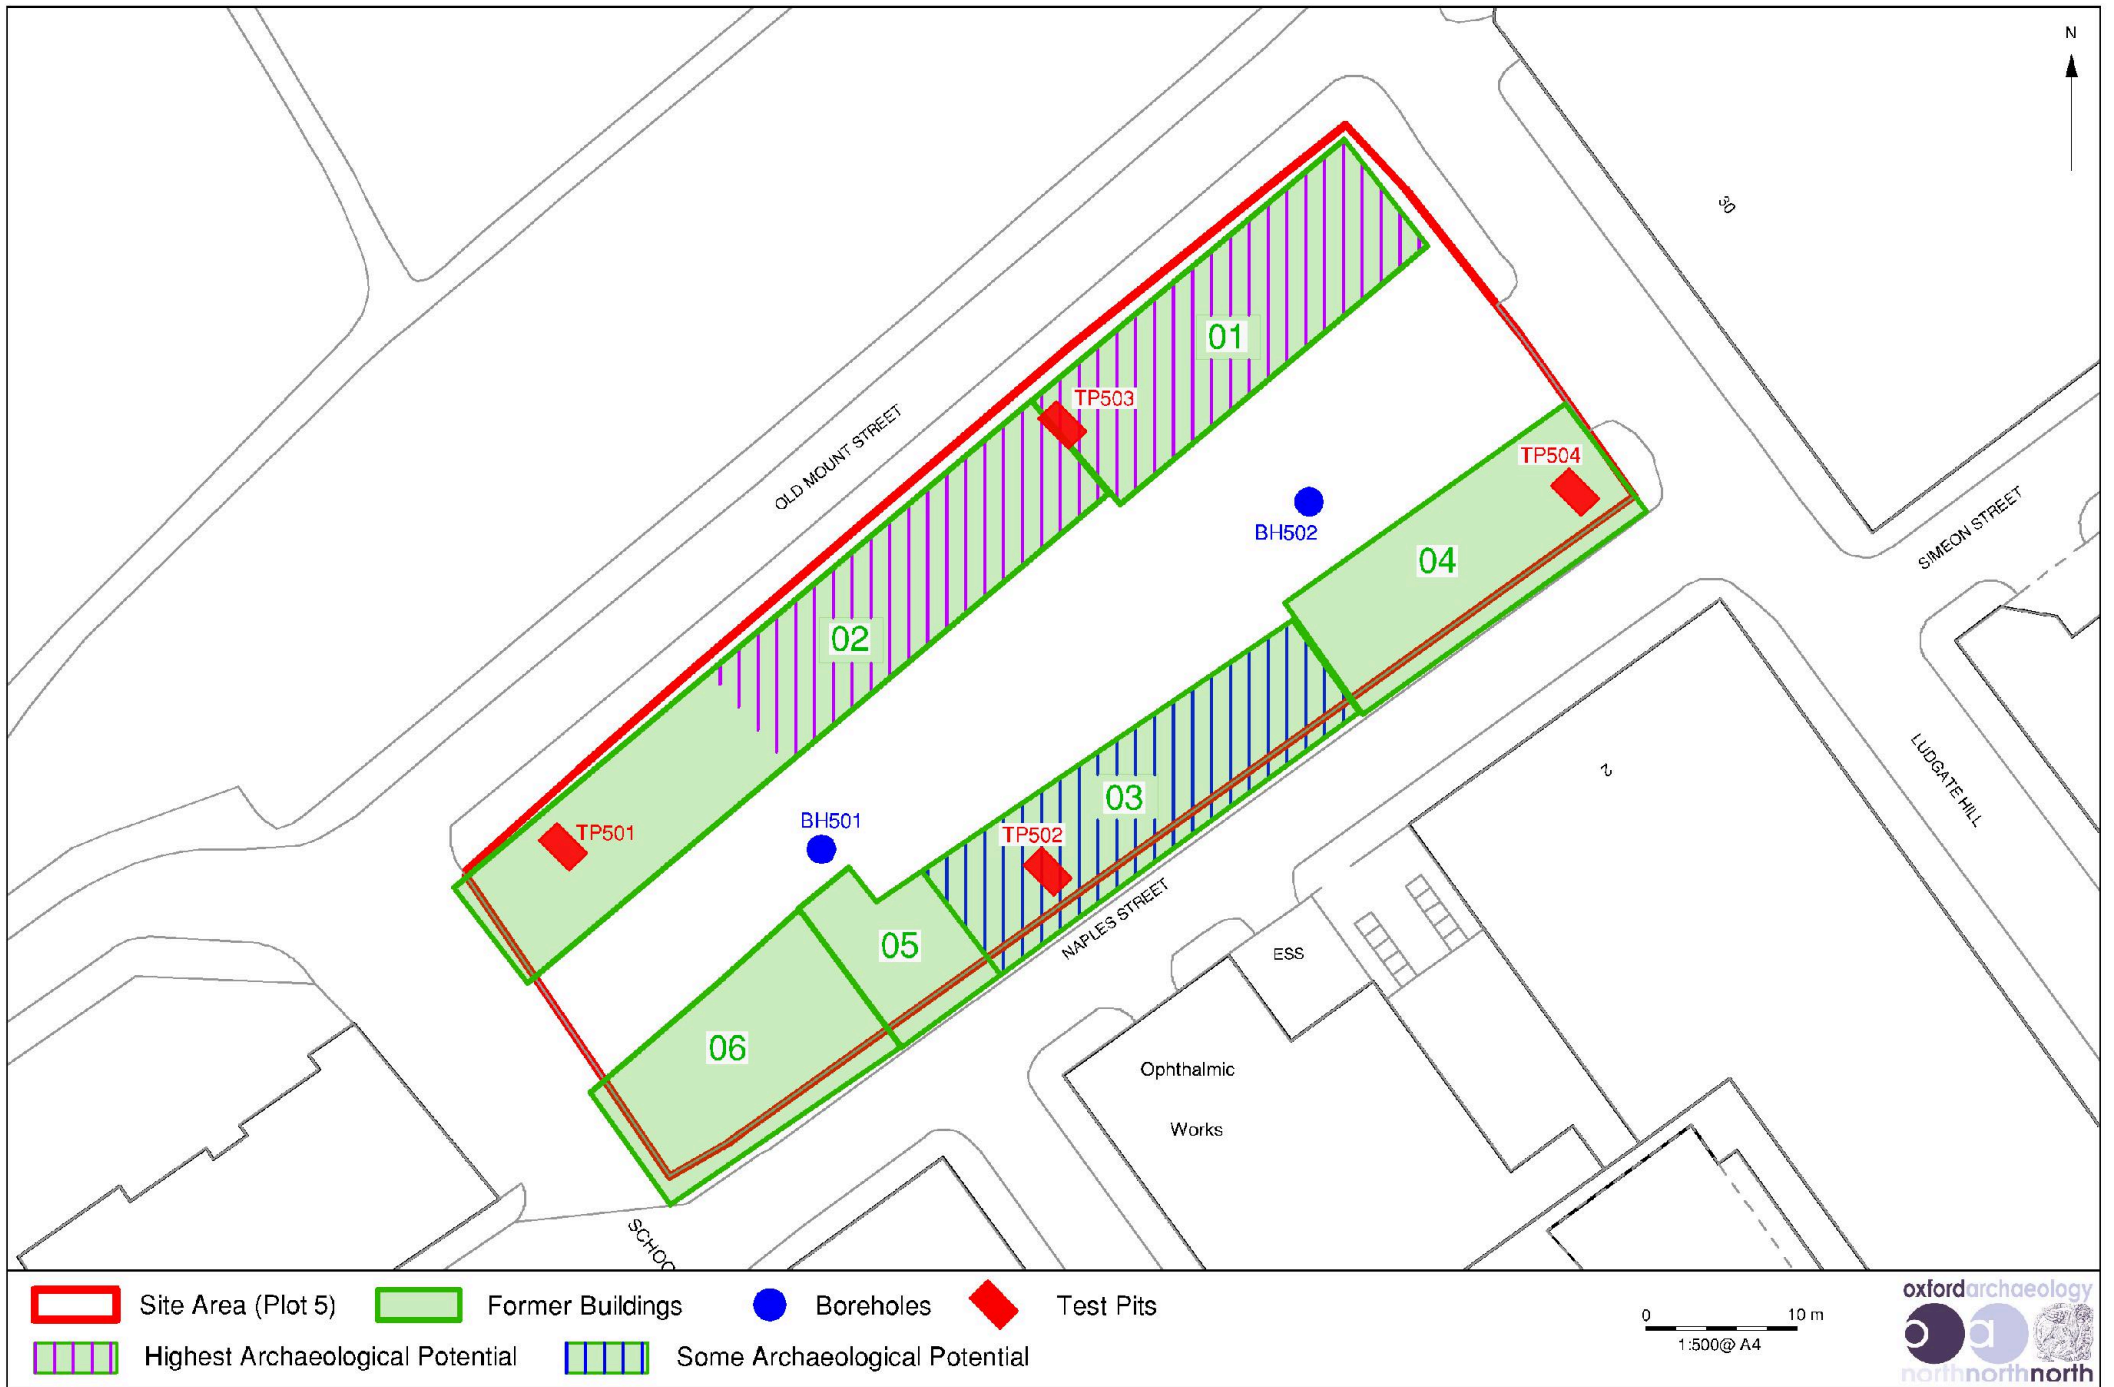 N
30
OLD MOUNT STREET
01
TP503
TP504
SIMEON STREET
BH502
04
02
LUDGATE HILL
2
03
BH501
TP501
TP502
NAPLES STREET
05
ESS
06
Ophthalmic
Works
SCHOO
Site Area (Plot 5)
Former Buildings
Boreholes
Test Pits
Highest Archaeological Potential
Some Archaeological Potential
0 10 m
1:500@ A4
oxfordarchaeology
oa
northnorthnorth